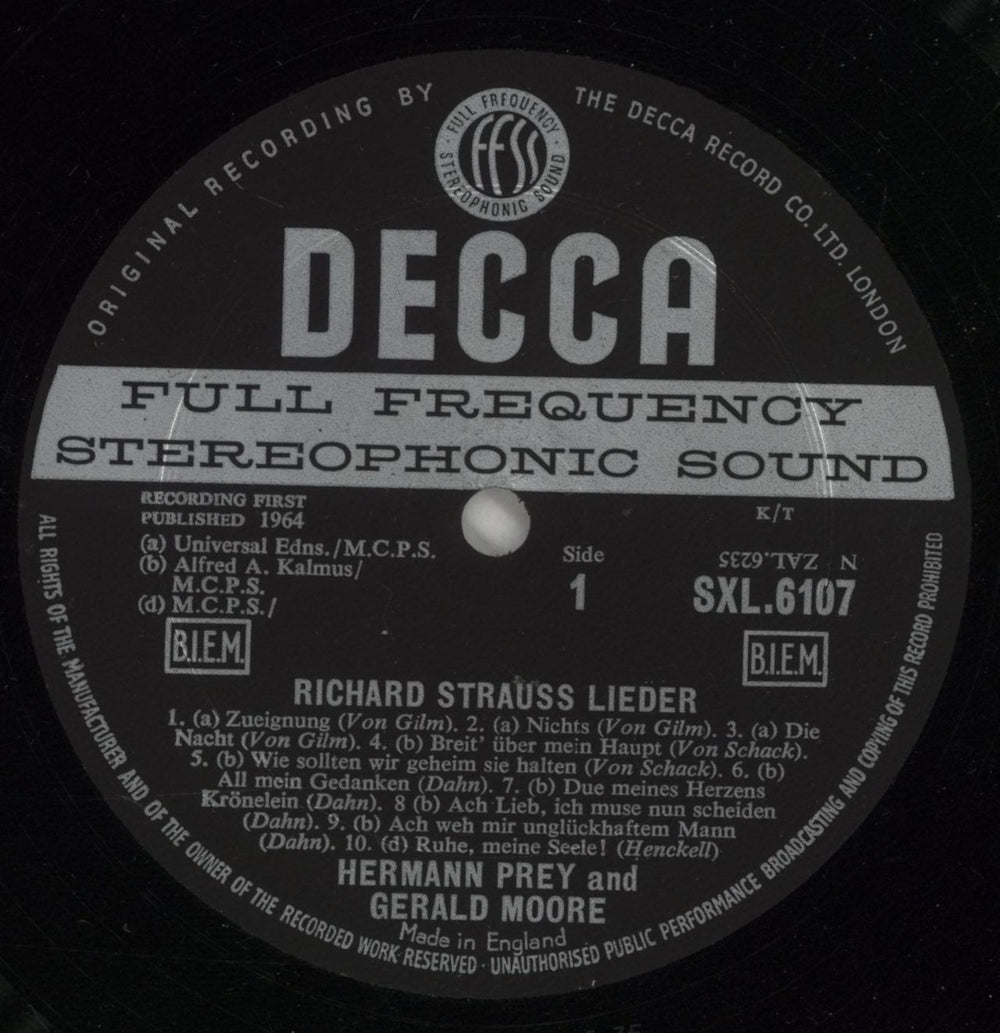 ORIGINAL RECORDING BY
THE DECCA RECORD CO. LTD. LONDON
FULL FREQUENCY
FFSS
STEREOPHONIC SOUND
DECCA
FULL FREQUENCY
STEREOPHONIC SOUND
RECORDING FIRST
PUBLISHED 1964
K/T
(a) Universal Edns./M.C.P.S.
(b) Alfred A. Kalmus/
M.C.P.S.
(d) M.C.P.S./
Side
1
N ZAL.6235
SXL.6107
B.I.E.M.
B.I.E.M.
RICHARD STRAUSS LIEDER
1. (a) Zueignung (Von Gilm). 2. (a) Nichts (Von Gilm). 3. (a) Die
Nacht (Von Gilm). 4. (b) Breit' über mein Haupt (Von Schack).
5. (b) Wie sollten wir geheim sie halten (Von Schack). 6. (b)
All mein Gedanken (Dahn). 7. (b) Due meines Herzens
Krönelein (Dahn). 8 (b) Ach Lieb, ich muse nun scheiden
(Dahn). 9. (b) Ach weh mir unglückhaftem Mann
(Dahn). 10. (d) Ruhe, meine Seele! (Henckell)
HERMANN PREY and
GERALD MOORE
Made in England
ALL RIGHTS OF THE MANUFACTURER AND OF THE OWNER OF THE RECORDED WORK RESERVED · UNAUTHORISED PUBLIC PERFORMANCE BROADCASTING AND COPYING OF THIS RECORD PROHIBITED